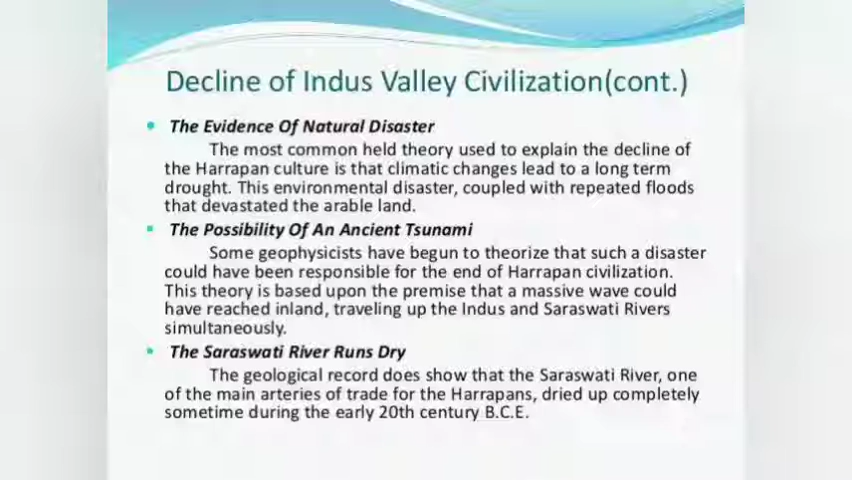 Decline of Indus Valley Civilization(cont.)
The Evidence Of Natural Disaster
The most common held theory used to explain the decline of
the Harrapan culture is that climatic changes lead to a long term
drought. This environmental disaster, coupled with repeated floods
that devastated the arable land.
The Possibility Of An Ancient Tsunami
Some geophysicists have begun to theorize that such a disaster
could have been responsible for the end of Harrapan civilization.
This theory is based upon the premise that a massive wave could
have reached inland, traveling up the Indus and Saraswati Rivers
simultaneously.
The Saraswati River Runs Dry
The geological record does show that the Saraswati River, one
of the main arteries of trade for the Harrapans, dried up completely
sometime during the early 20th century B.C.E.